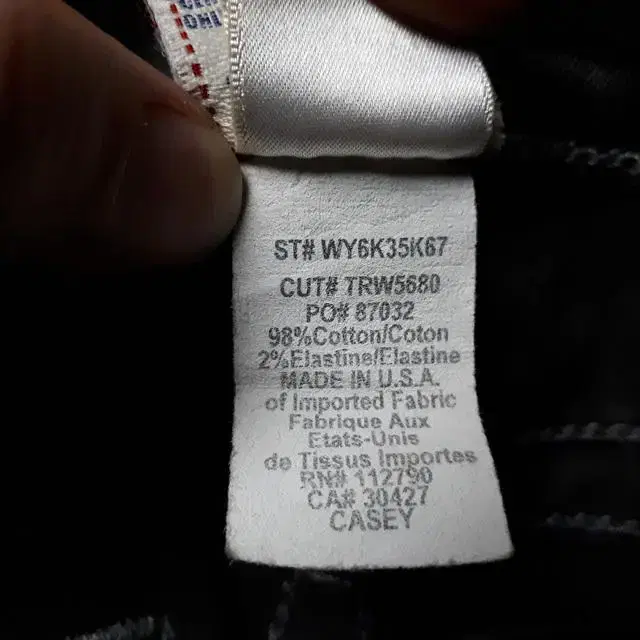 ST# WY6K35K67
CUT# TRW5680
PO# 87032
98%Cotton/Coton
2%Elastine/Elastine
MADE IN U.S.A.
of Imported Fabric
Fabrique Aux
Etats-Unis
de Tissus Importes
RN# 112790
CA# 30427
CASEY